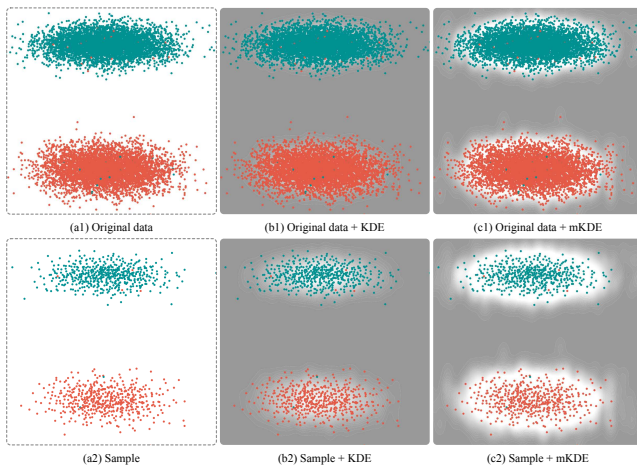 (a1) Original data
(b1) Original data + KDE
(c1) Original data + mKDE
(a2) Sample
(b2) Sample + KDE
(c2) Sample + mKDE